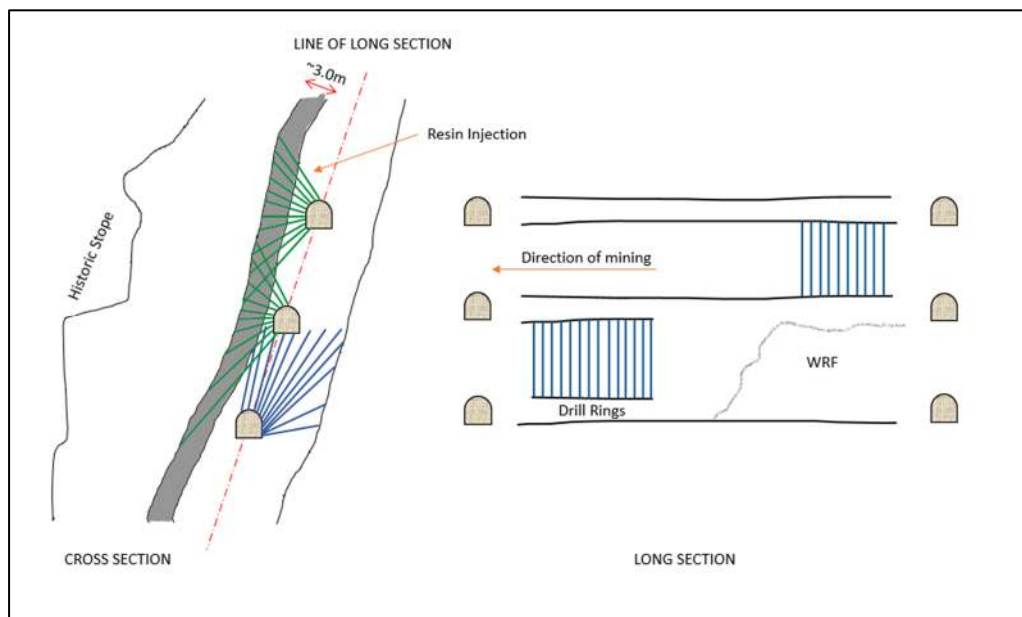 LINE OF LONG SECTION
~3.0m
Resin Injection
Historic Stope
Direction of mining
WRF
Drill Rings
CROSS SECTION
LONG SECTION